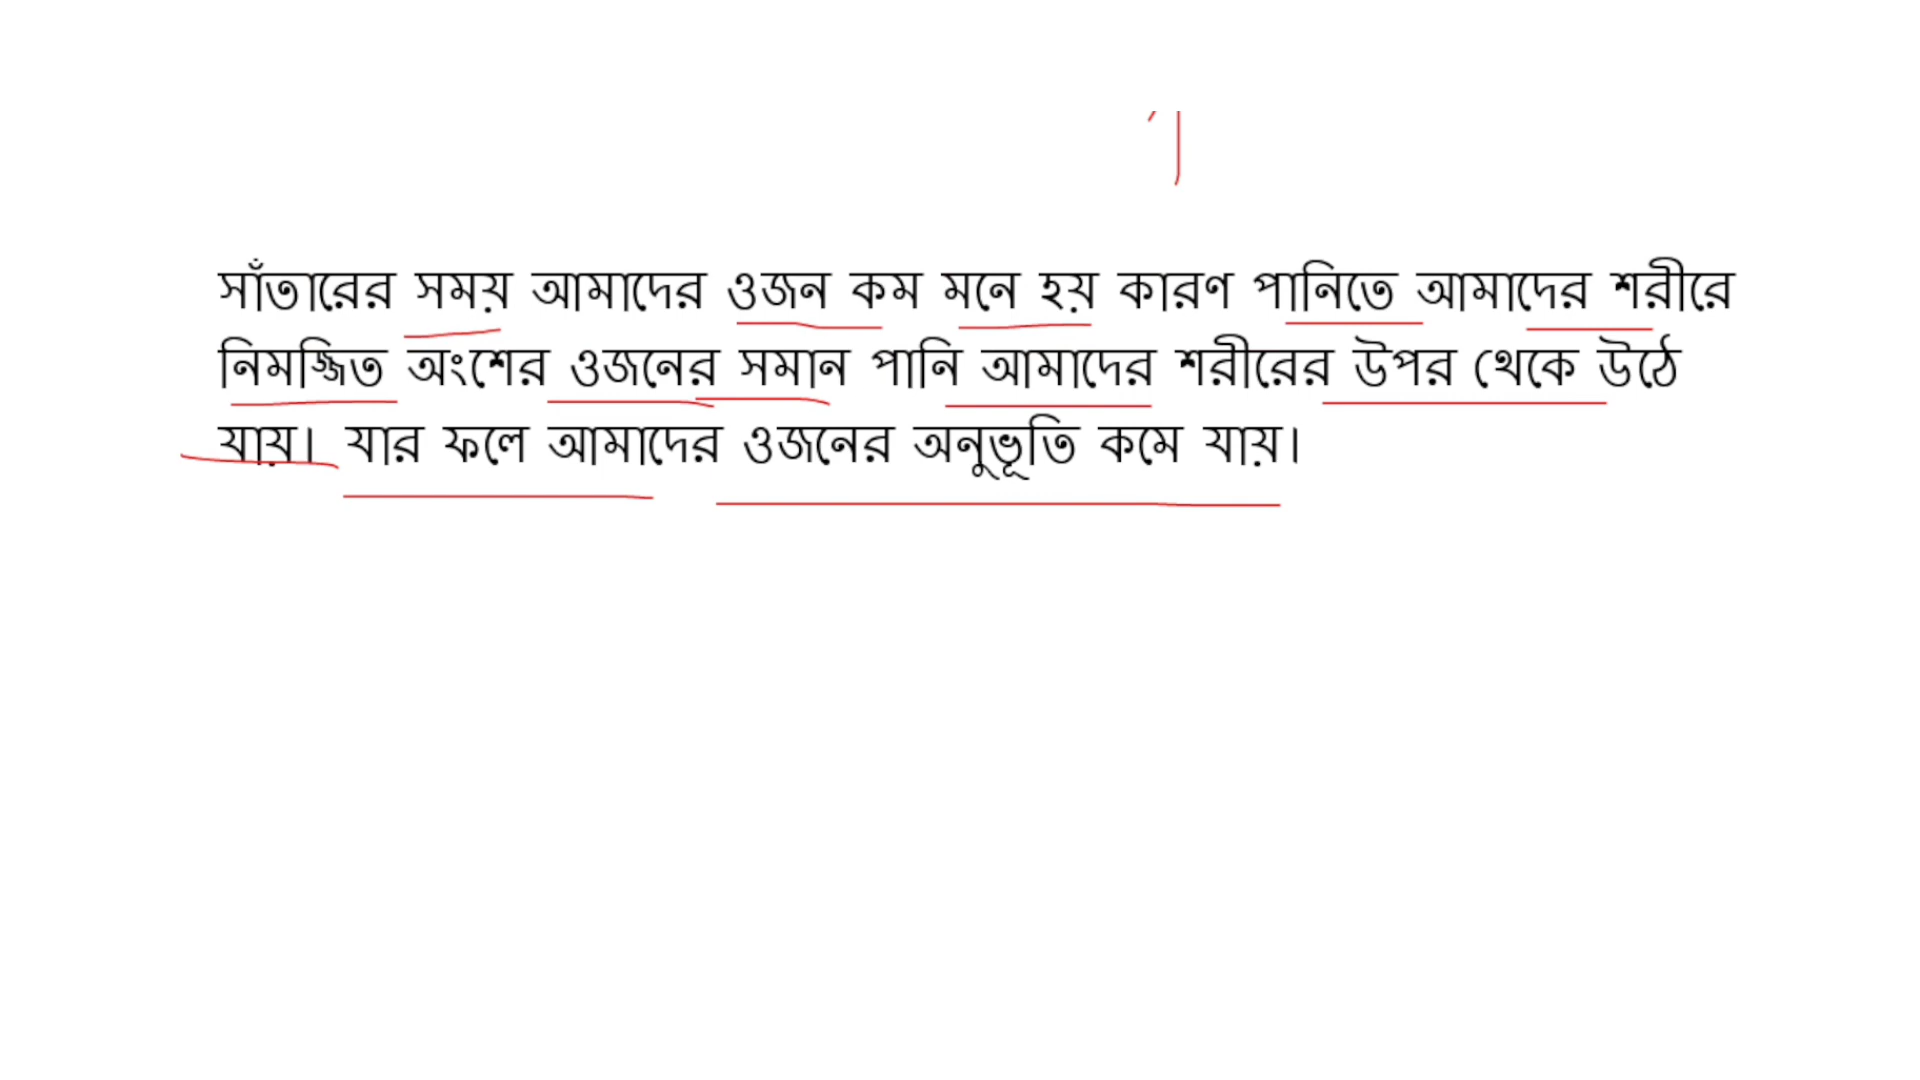 সাঁতারের সময় আমাদের ওজন কম মনে হয় কারণ পানিতে আমাদের শরীরে
নিমজ্জিত অংশের ওজনের সমান পানি আমাদের শরীরের উপর থেকে উঠে
যায়। যার ফলে আমাদের ওজনের অনুভূতি কমে যায়।